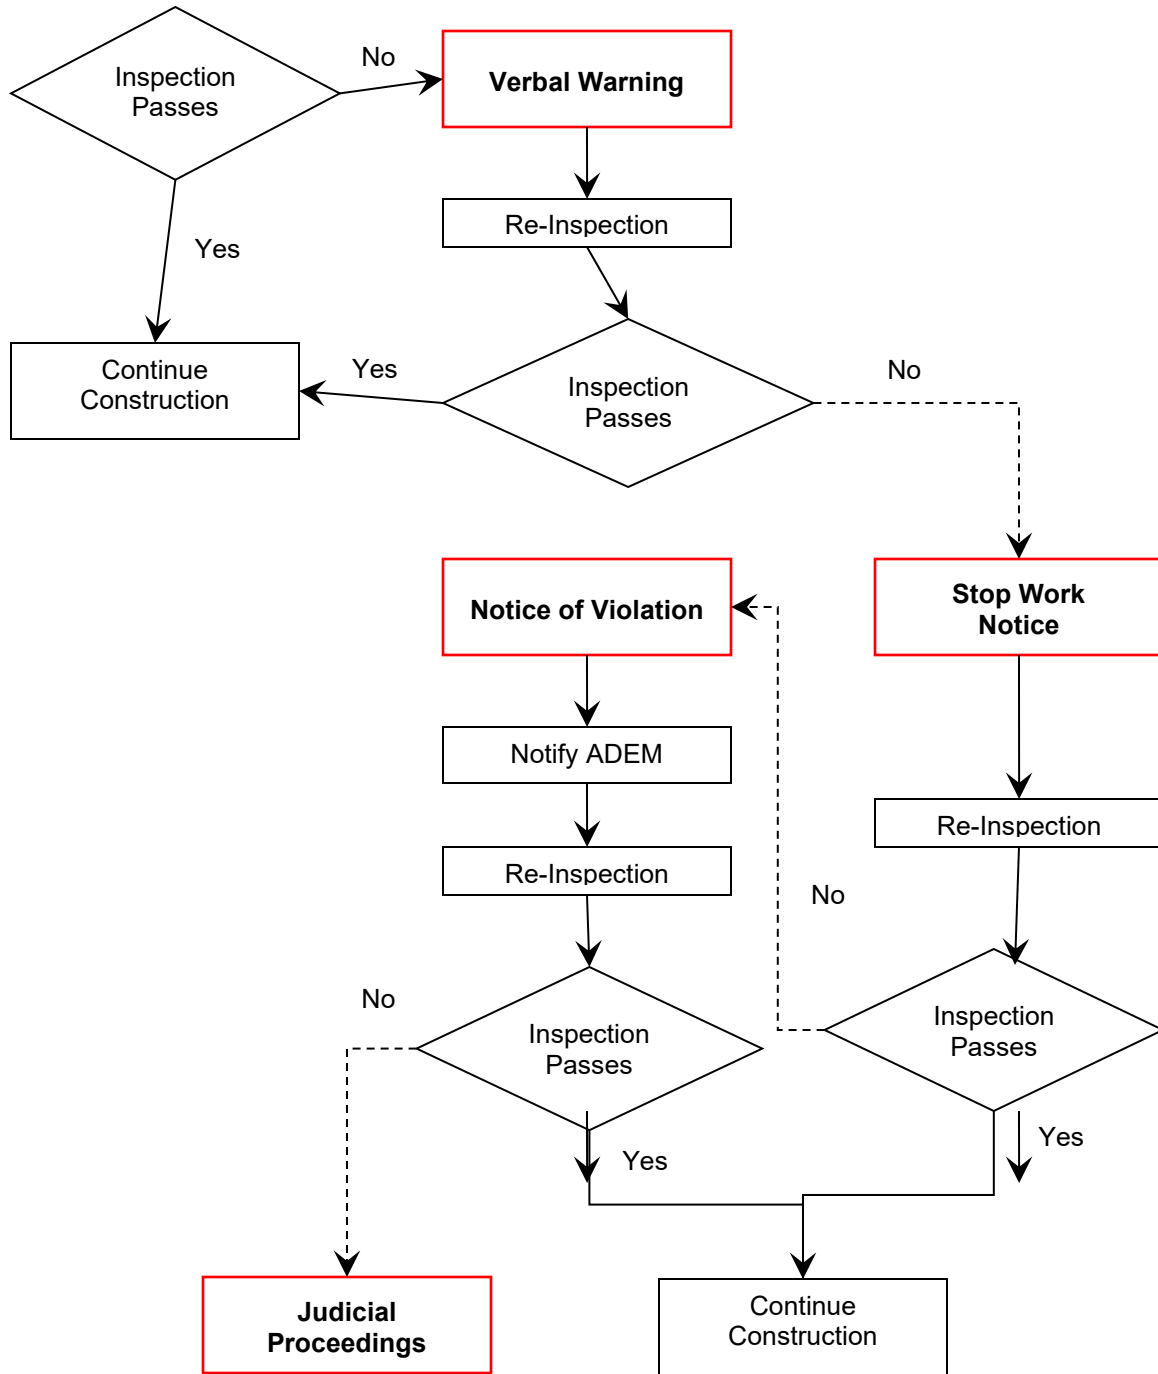 No
Inspection
Passes
Verbal Warning
Re-Inspection
Yes
Continue
Construction
Yes
Inspection
Passes
No
Notice of Violation
Stop Work
Notice
Notify ADEM
Re-Inspection
Re-Inspection
No
No
Inspection
Passes
Inspection
Passes
Yes
Yes
Judicial
Proceedings
Continue
Construction